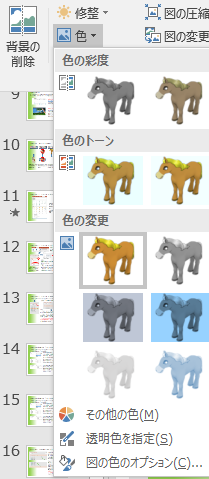 背景の
削除
修整
色
図の圧縮
図の変更
色の彩度
色のトーン
色の変更
9
10
11
12
13
14
15
16
その他の色(M)
透明色を指定(S)
図の色のオプション(C)...